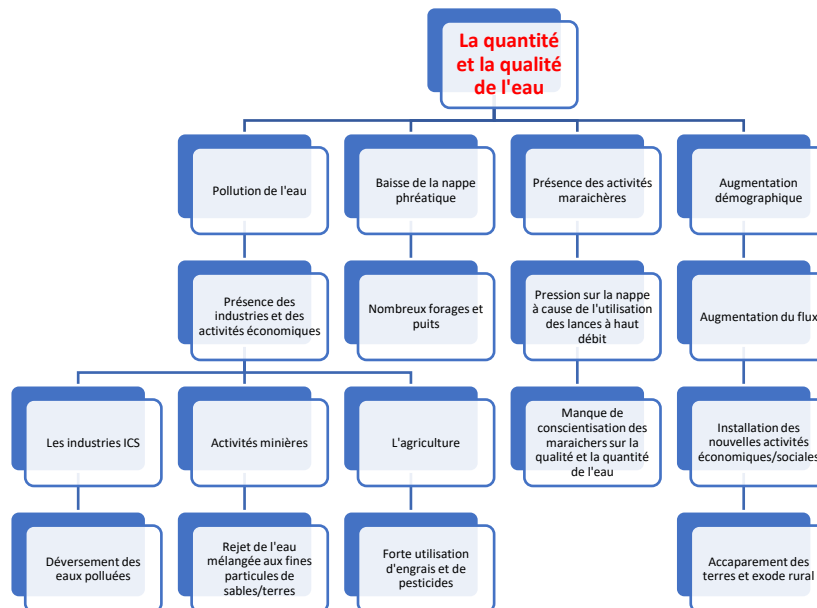 La quantité
et la qualité
de l'eau
Pollution de l'eau
Baisse de la nappe
phréatique
Présence des activités
maraichères
Augmentation
démographique
Présence des
industries et des
activités économiques
Nombreux forages et
puits
Pression sur la nappe
à cause de l'utilisation
des lances à haut
débit
Augmentation du flux
Les industries ICS
Activités minières
L'agriculture
Manque de
conscientisation des
maraichers sur la
qualité et la quantité
de l'eau
Installation des
nouvelles activités
économiques/sociales
Déversement des
eaux polluées
Rejet de l'eau
mélangée aux fines
particules de
sables/terres
Forte utilisation
d'engrais et de
pesticides
Accaparement des
terres et exode rural